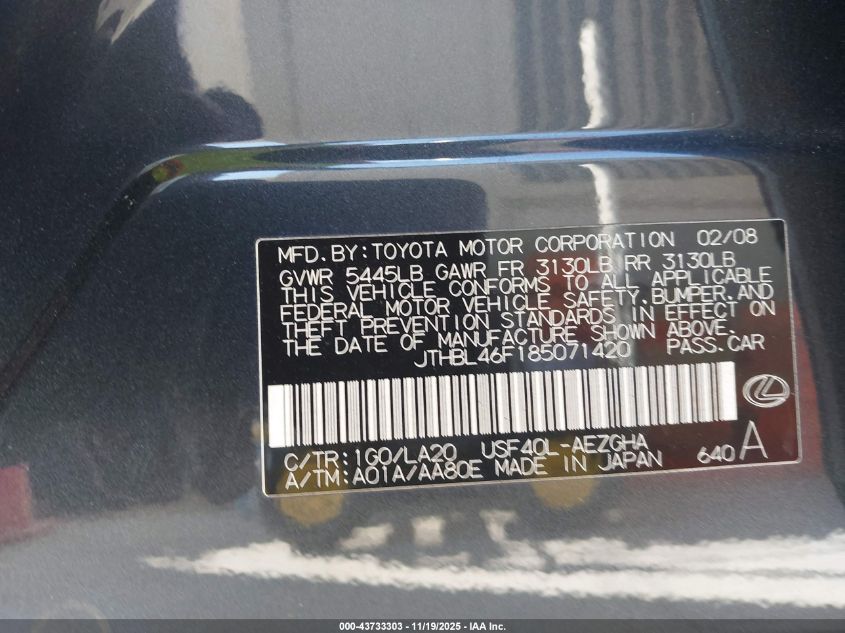 MFD. BY: TOYOTA MOTOR CORPORATION 02/08
GVWR 5445LB GAWR FR 3130LB RR 3130LB
THIS VEHICLE CONFORMS TO ALL APPLICABLE
FEDERAL MOTOR VEHICLE SAFETY, BUMPER, AND
THEFT PREVENTION STANDARDS IN EFFECT ON
THE DATE OF MANUFACTURE SHOWN ABOVE.
JTHBL46F185071420 PASS. CAR
C/TR: 1G0/LA20 USF40L-AEZGHA
A/TM: A01A/AA80E MADE IN JAPAN 640 A
000-43733303 - 11/19/2025 - IAA Inc.